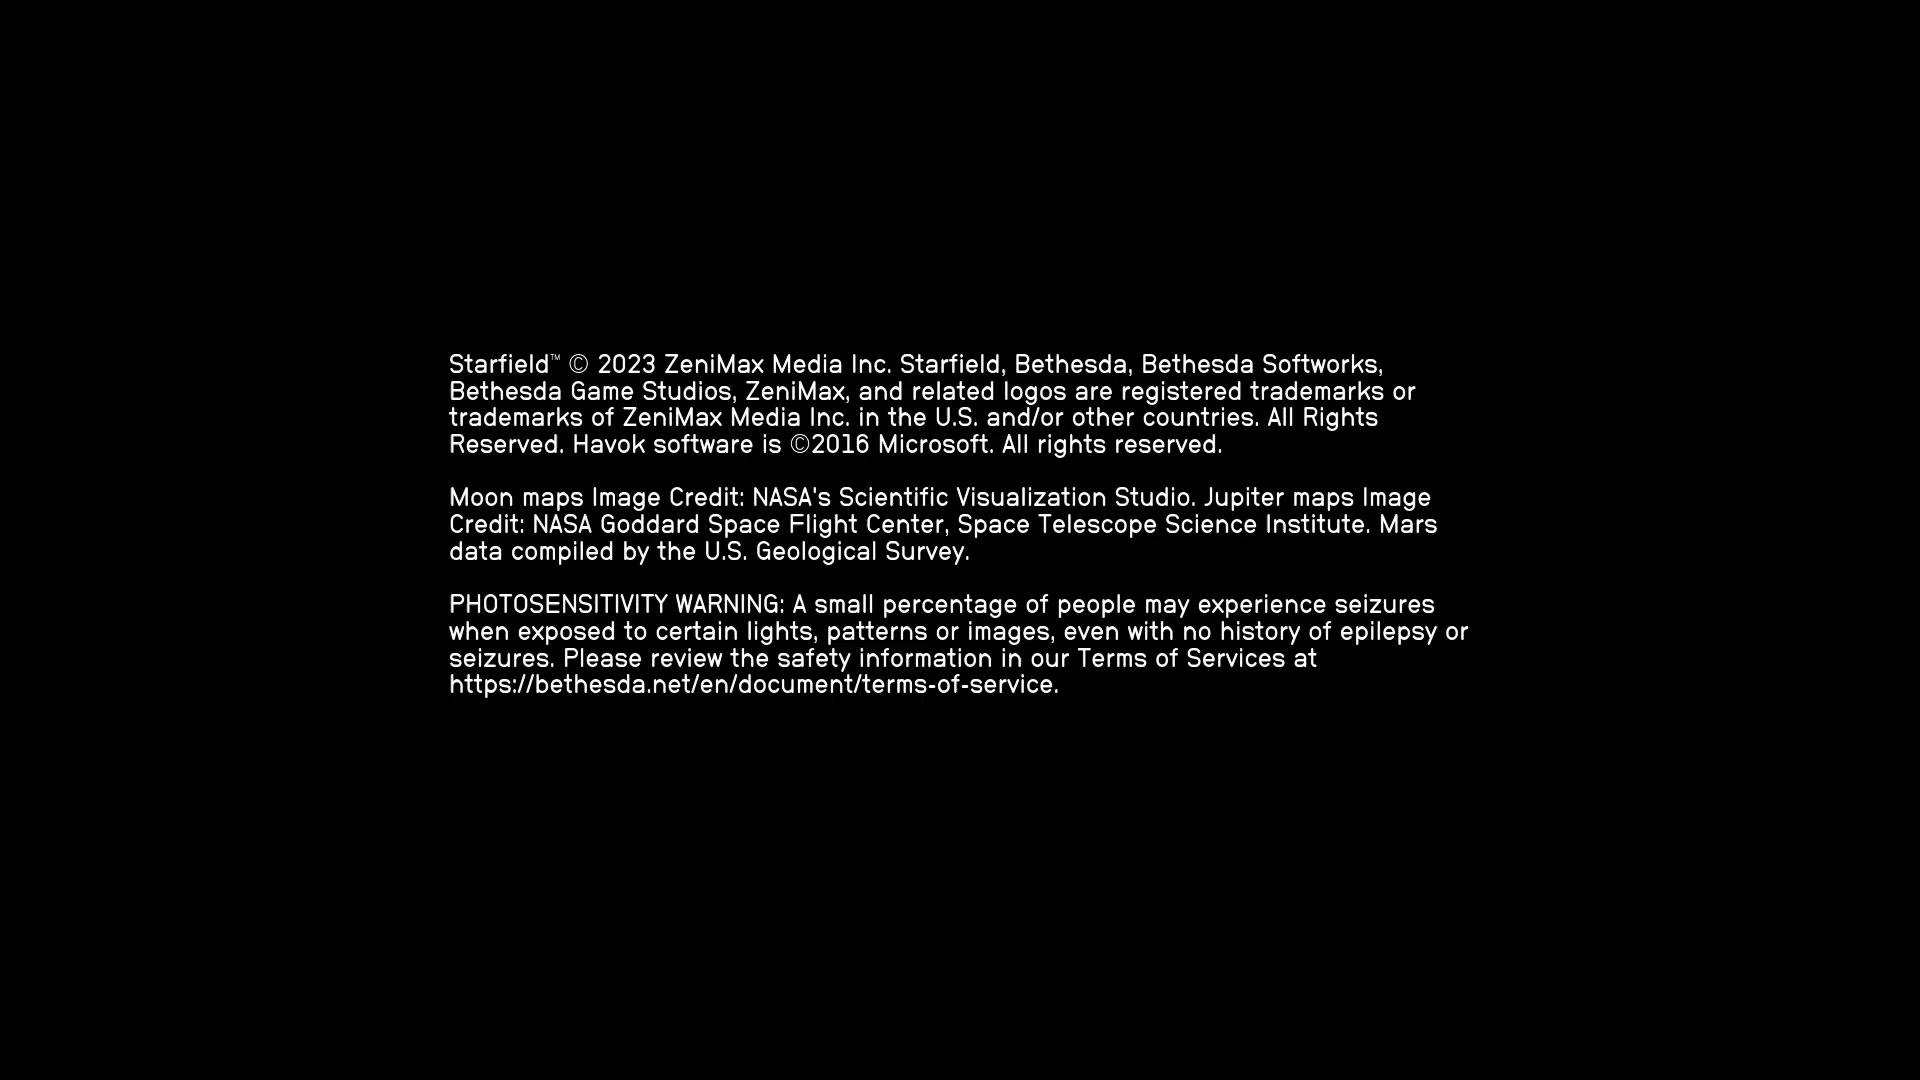 Starfield™ © 2023 ZeniMax Media Inc. Starfield, Bethesda, Bethesda Softworks,
Bethesda Game Studios, ZeniMax, and related logos are registered trademarks or
trademarks of ZeniMax Media Inc. in the U.S. and/or other countries. All Rights
Reserved. Havok software is ©2016 Microsoft. All rights reserved.
Moon maps Image Credit: NASA's Scientific Visualization Studio. Jupiter maps Image
Credit: NASA Goddard Space Flight Center, Space Telescope Science Institute. Mars
data compiled by the U.S. Geological Survey.
PHOTOSENSITIVITY WARNING: A small percentage of people may experience seizures
when exposed to certain lights, patterns or images, even with no history of epilepsy or
seizures. Please review the safety information in our Terms of Services at
https://bethesda.net/en/document/terms-of-service.